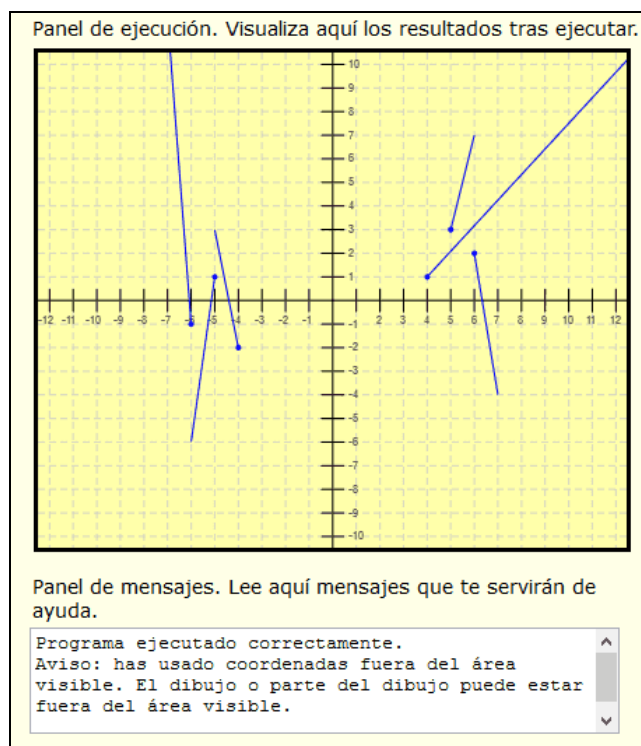 Panel de ejecución. Visualiza aquí los resultados tras ejecutar.
10
9
8
7
6
5
4
3
2
1
-12 -11 -10 -9 -8 -7 -6 -5 -4 -3 -2 -1 1 2 3 4 5 6 7 8 9 10 11 12
-1
-2
-3
-4
-5
-6
-7
-8
-9
-10
Panel de mensajes. Lee aquí mensajes que te servirán de
ayuda.
Programa ejecutado correctamente.
Aviso: has usado coordenadas fuera del área
visible. El dibujo o parte del dibujo puede estar
fuera del área visible.